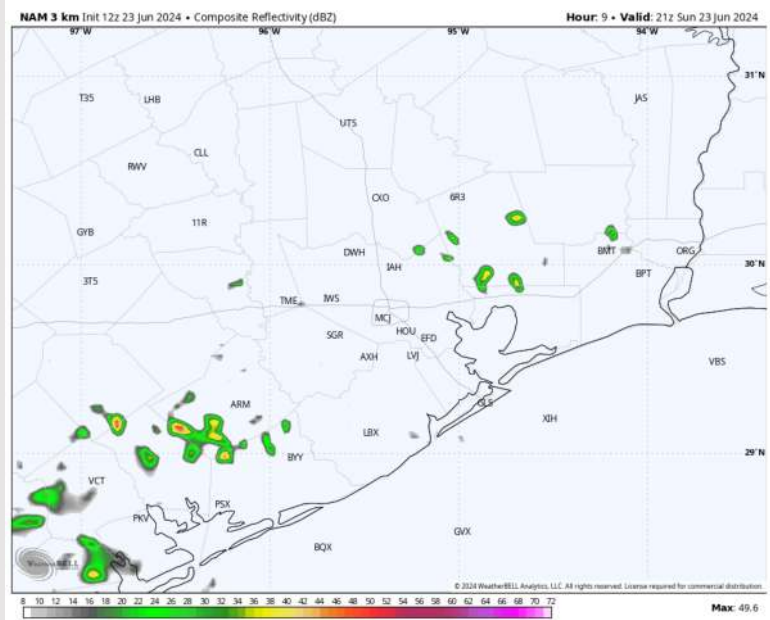 NAM 3 km Init 12z 23 Jun 2024 • Composite Reflectivity (dBZ) Hour: 9 • Valid: 21z Sun 23 Jun 2024
97°W 96°W 95°W 94°W
31°N
T35 LHB JAS
UTS
CLL
RWV
CXO 6R3
11R
GYB
DWH BMT ORG
IAH 30°N
3T5 BPT
TME IWS
MCJ
HOU
SGR EFD
AXH LVJ
VBS
ARM GLS
XIH
LBX
BYY 29°N
VCT
PSX
PKV
GVX
BQX
WeatherBELL
© 2024 WeatherBELL Analytics, LLC. All rights reserved. License required for commercial distribution.
8 10 12 14 16 18 20 22 24 26 28 30 32 34 36 38 40 42 44 46 48 50 52 54 56 58 60 62 64 66 68 70 72 Max: 49.6